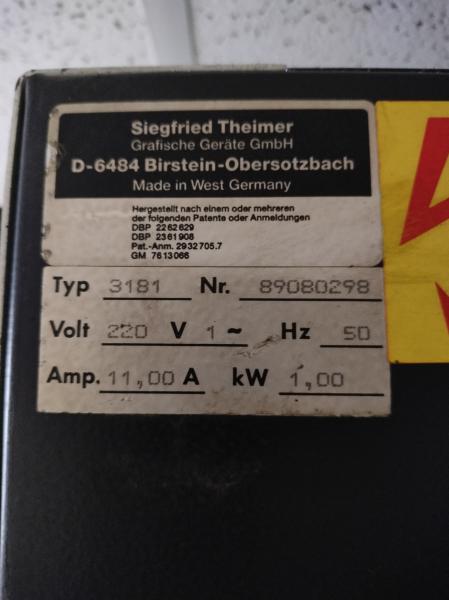 Siegfried Theimer
Grafische Geräte GmbH
D-6484 Birstein-Obersotzbach
Made in West Germany
Hergestellt nach einem oder mehreren
der folgenden Patente oder Anmeldungen
DBP 2262629
DBP 2361908
Pat.-Anm. 2932705.7
GM 7613066
Typ 3181 Nr. 89080298
Volt 220 V 1 ~ Hz 50
Amp. 11,00 A kW 1,00